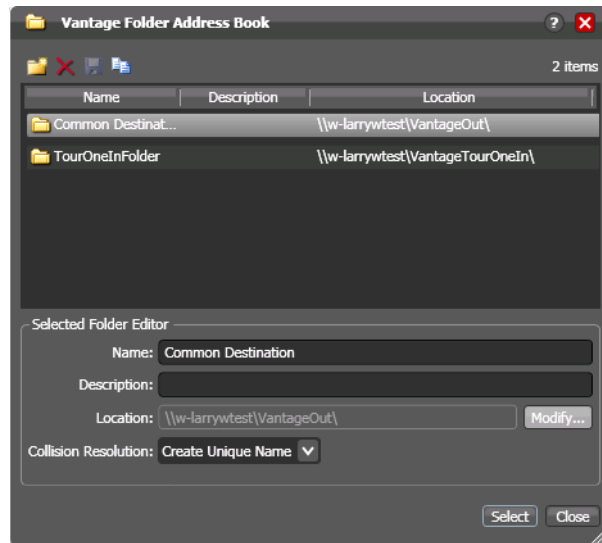 Vantage Folder Address Book ?
2 items
Name Description Location
Common Destinat... \\w-larrywtest\VantageOut\
TourOneInFolder \\w-larrywtest\VantageTourOneIn\
Selected Folder Editor
Name: Common Destination
Description:
Location: \\w-larrywtest\VantageOut\ Modify...
Collision Resolution: Create Unique Name
Select Close